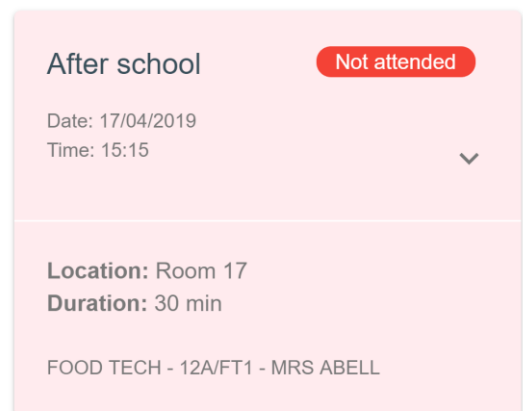 After school
Not attended
Date: 17/04/2019
Time: 15:15
Location: Room 17
Duration: 30 min
FOOD TECH - 12A/FT1 - MRS ABELL